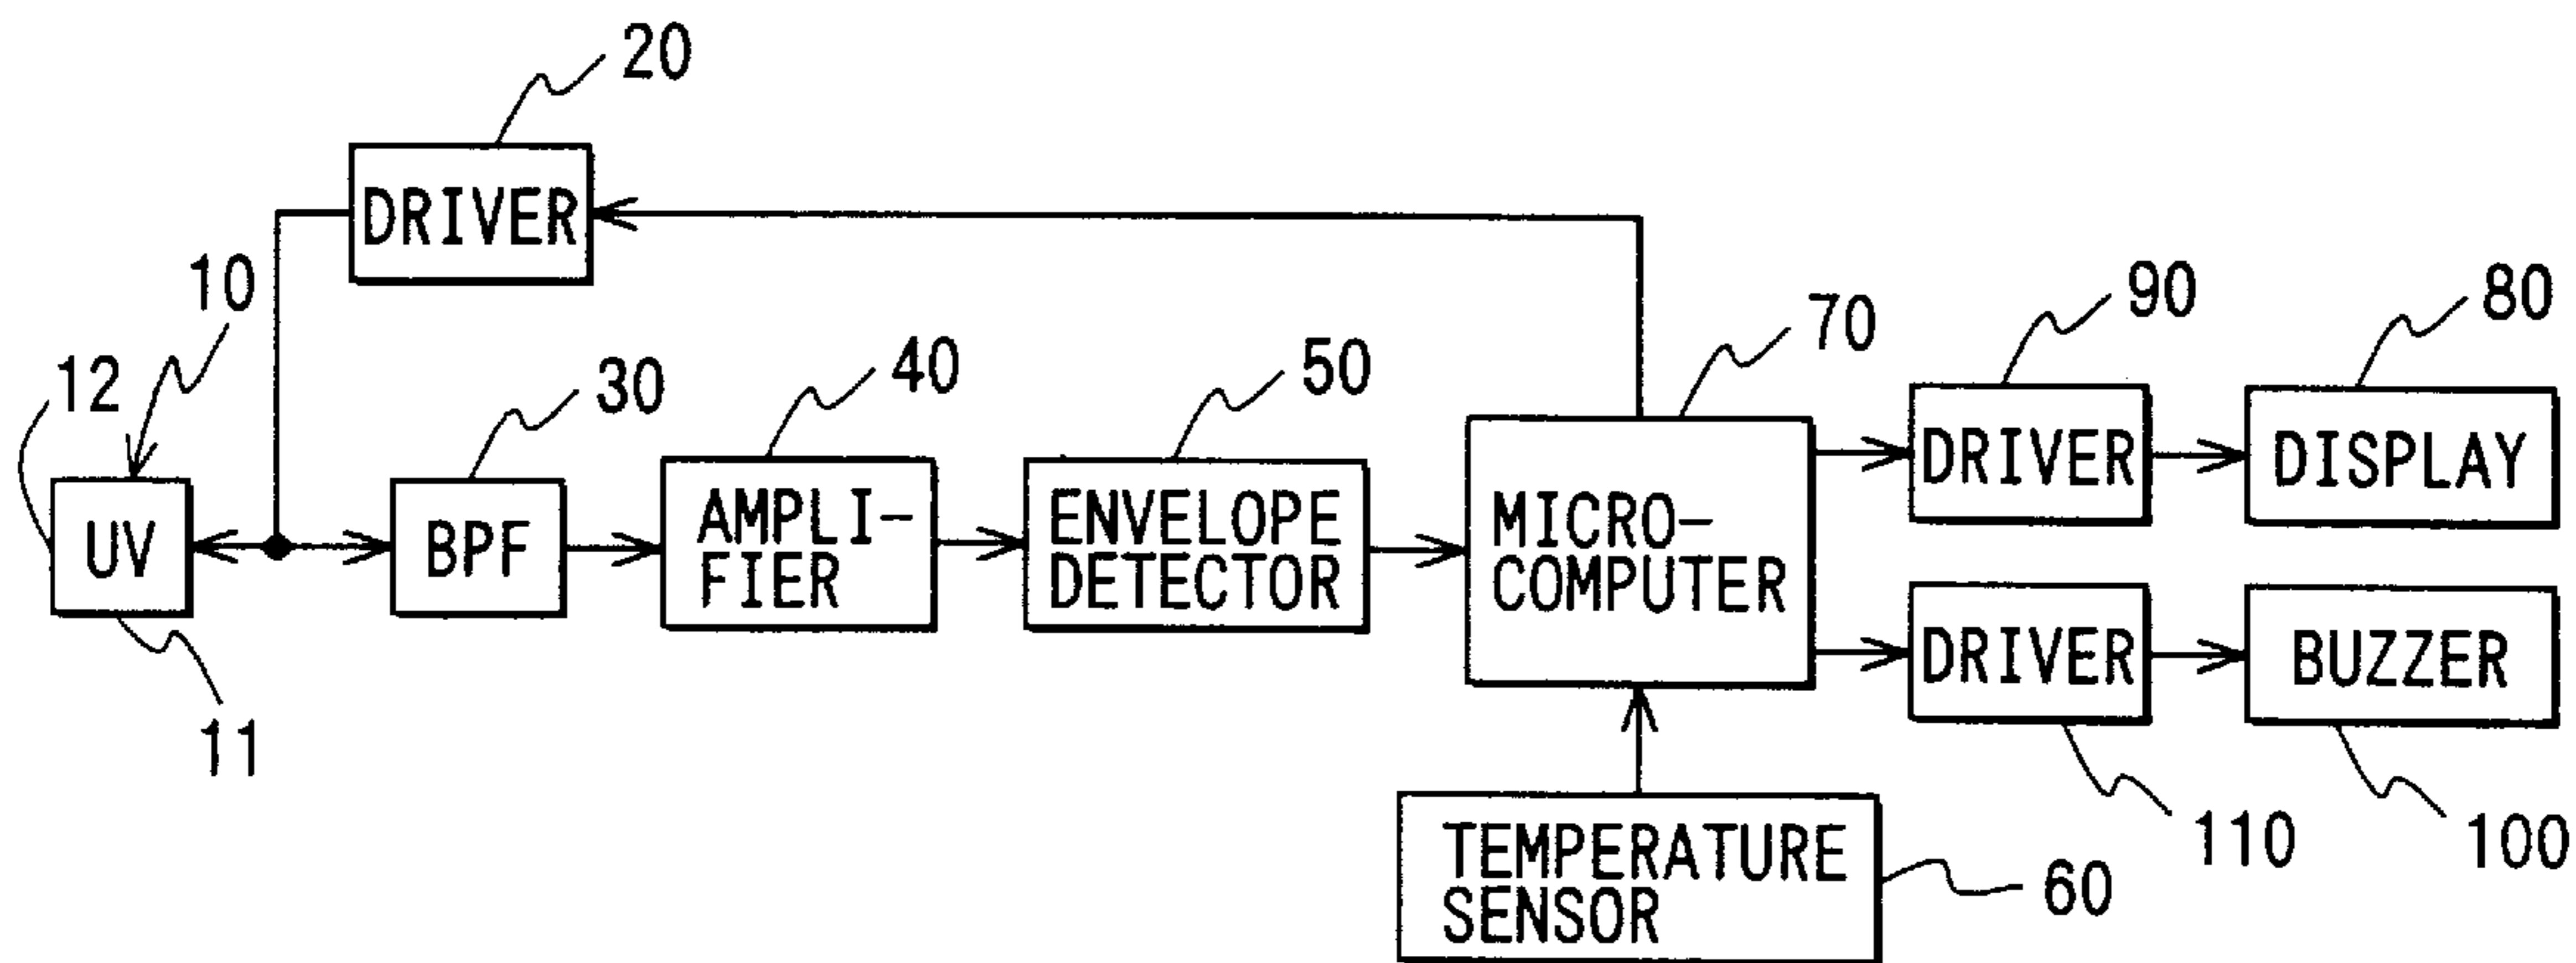 20
DRIVER
10
12
30
40
50
70
90
80
UV
BPF
AMPLI-
FIER
ENVELOPE
DETECTOR
MICRO-
COMPUTER
DRIVER
DISPLAY
DRIVER
BUZZER
11
110
100
TEMPERATURE
SENSOR
60